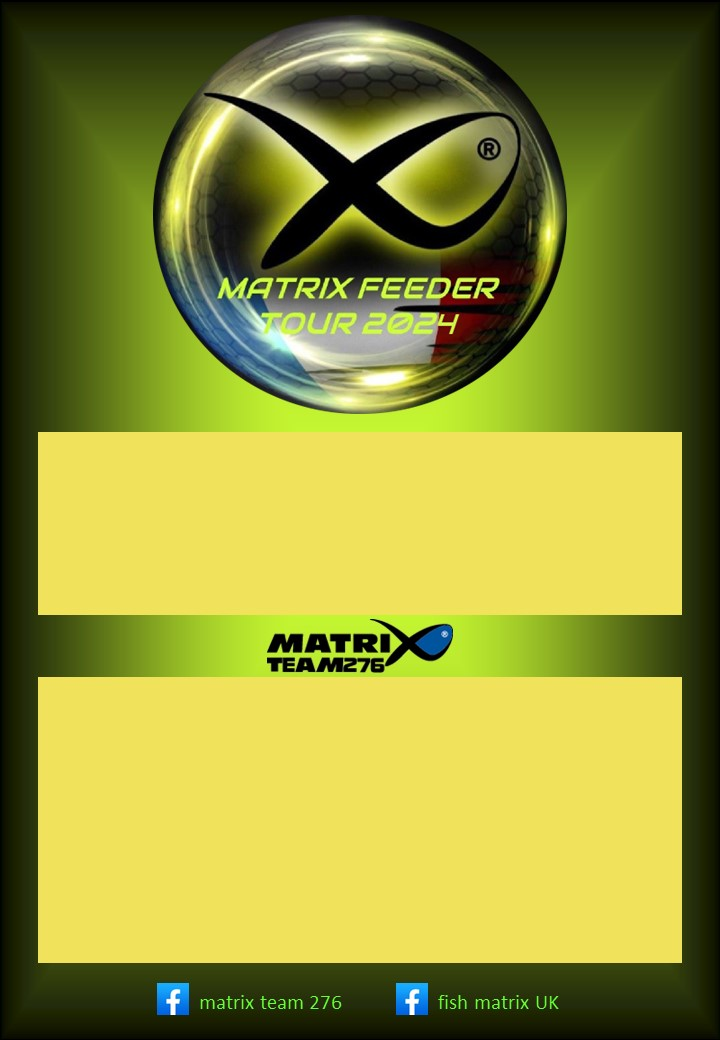 ®
MATRIX FEEDER
TOUR 2024
MATRIX ®
TEAM276
matrix team 276
fish matrix UK